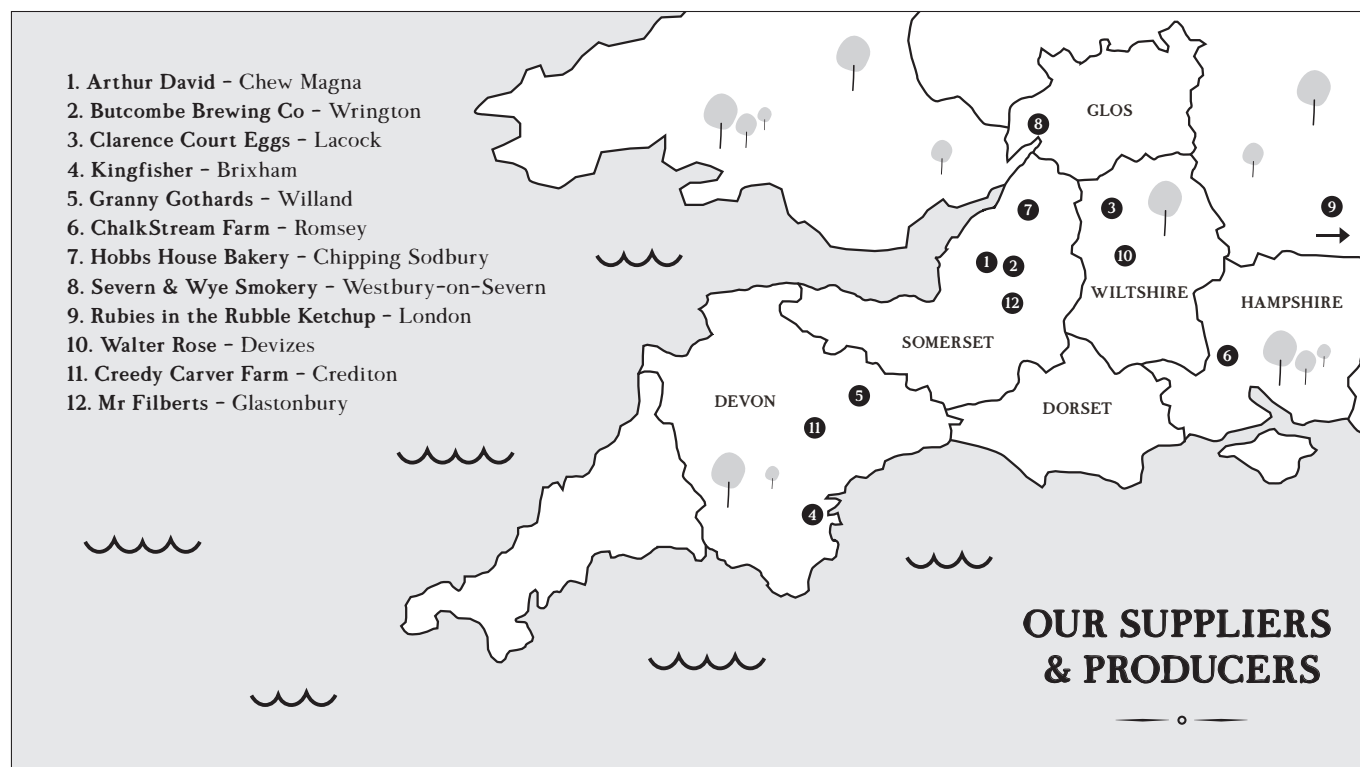 1. Arthur David – Chew Magna
2. Butcombe Brewing Co – Wrington
3. Clarence Court Eggs – Lacock
4. Kingfisher – Brixham
5. Granny Gothards – Willand
6. ChalkStream Farm – Romsey
7. Hobbs House Bakery – Chipping Sodbury
8. Severn & Wye Smokery – Westbury-on-Severn
9. Rubies in the Rubble Ketchup – London
10. Walter Rose – Devizes
11. Creedy Carver Farm – Crediton
12. Mr Filberts – Glastonbury
GLOS
8
9
7
3
1
2
10
12
WILTSHIRE
HAMPSHIRE
SOMERSET
6
DEVON
5
DORSET
11
4
OUR SUPPLIERS
& PRODUCERS